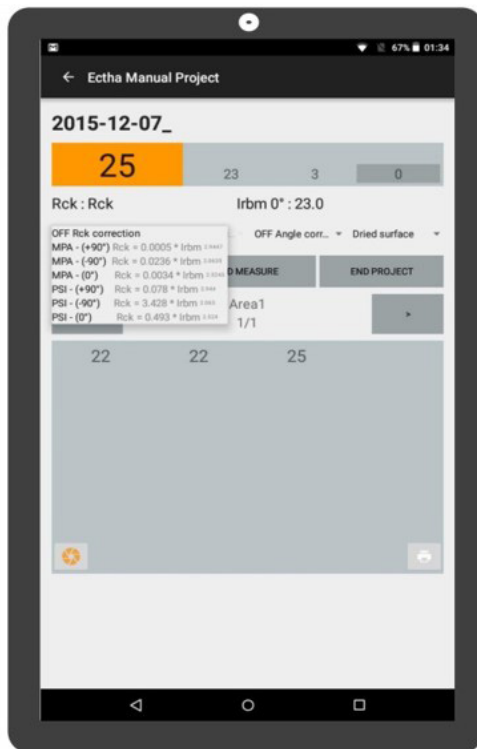 67% 01:34
Ectha Manual Project
2015-12-07_
25 23 3 0
Rck : Rck Irbm 0° : 23.0
OFF Rck correction OFF Angle corr... Dried surface
MPA - (+90°) Rck = 0.0005 * Irbm
MPA - (-90°) Rck = 0.0236 * Irbm
MPA - (0°) Rck = 0.0034 * Irbm
PSI - (+90°) Rck = 0.078 * Irbm
PSI - (-90°) Rck = 3.428 * Irbm
PSI - (0°) Rck = 0.493 * Irbm
MEASURE END PROJECT
Area1
1/1
22 22 25